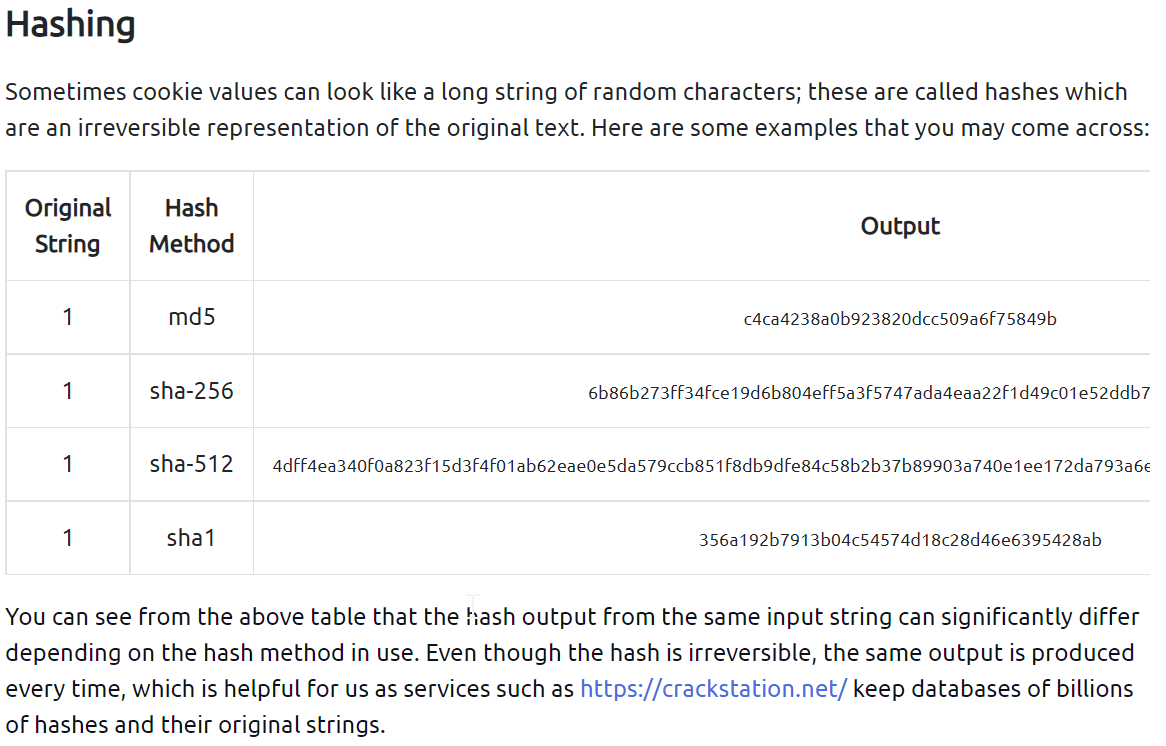 Hashing
Sometimes cookie values can look like a long string of random characters; these are called hashes which
are an irreversible representation of the original text. Here are some examples that you may come across:
Original String Hash Method Output
1 md5 c4ca4238a0b923820dcc509a6f75849b
1 sha-256 6b86b273ff34fce19d6b804eff5a3f5747ada4eaa22f1d49c01e52ddb7
1 sha-512 4dff4ea340f0a823f15d3f4f01ab62eae0e5da579ccb851f8db9dfe84c58b2b37b89903a740e1ee172da793a6e
1 sha1 356a192b7913b04c54574d18c28d46e6395428ab
You can see from the above table that the hash output from the same input string can significantly differ
depending on the hash method in use. Even though the hash is irreversible, the same output is produced
every time, which is helpful for us as services such as https://crackstation.net/ keep databases of billions
of hashes and their original strings.